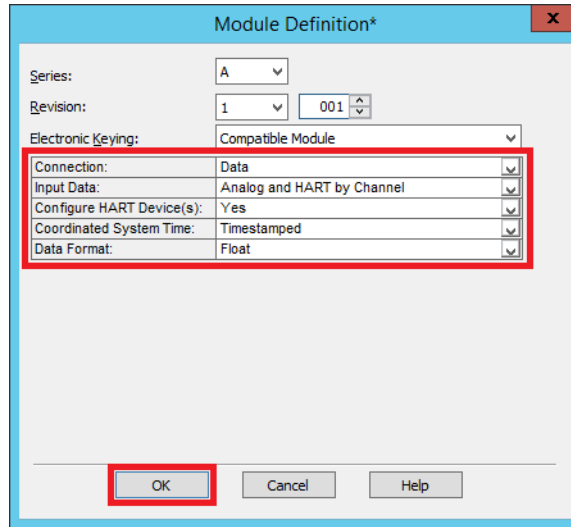 Module Definition*
x
Series: A
Revision: 1 001
Electronic Keying: Compatible Module
Connection: Data
Input Data: Analog and HART by Channel
Configure HART Device(s): Yes
Coordinated System Time: Timestamped
Data Format: Float
OK Cancel Help